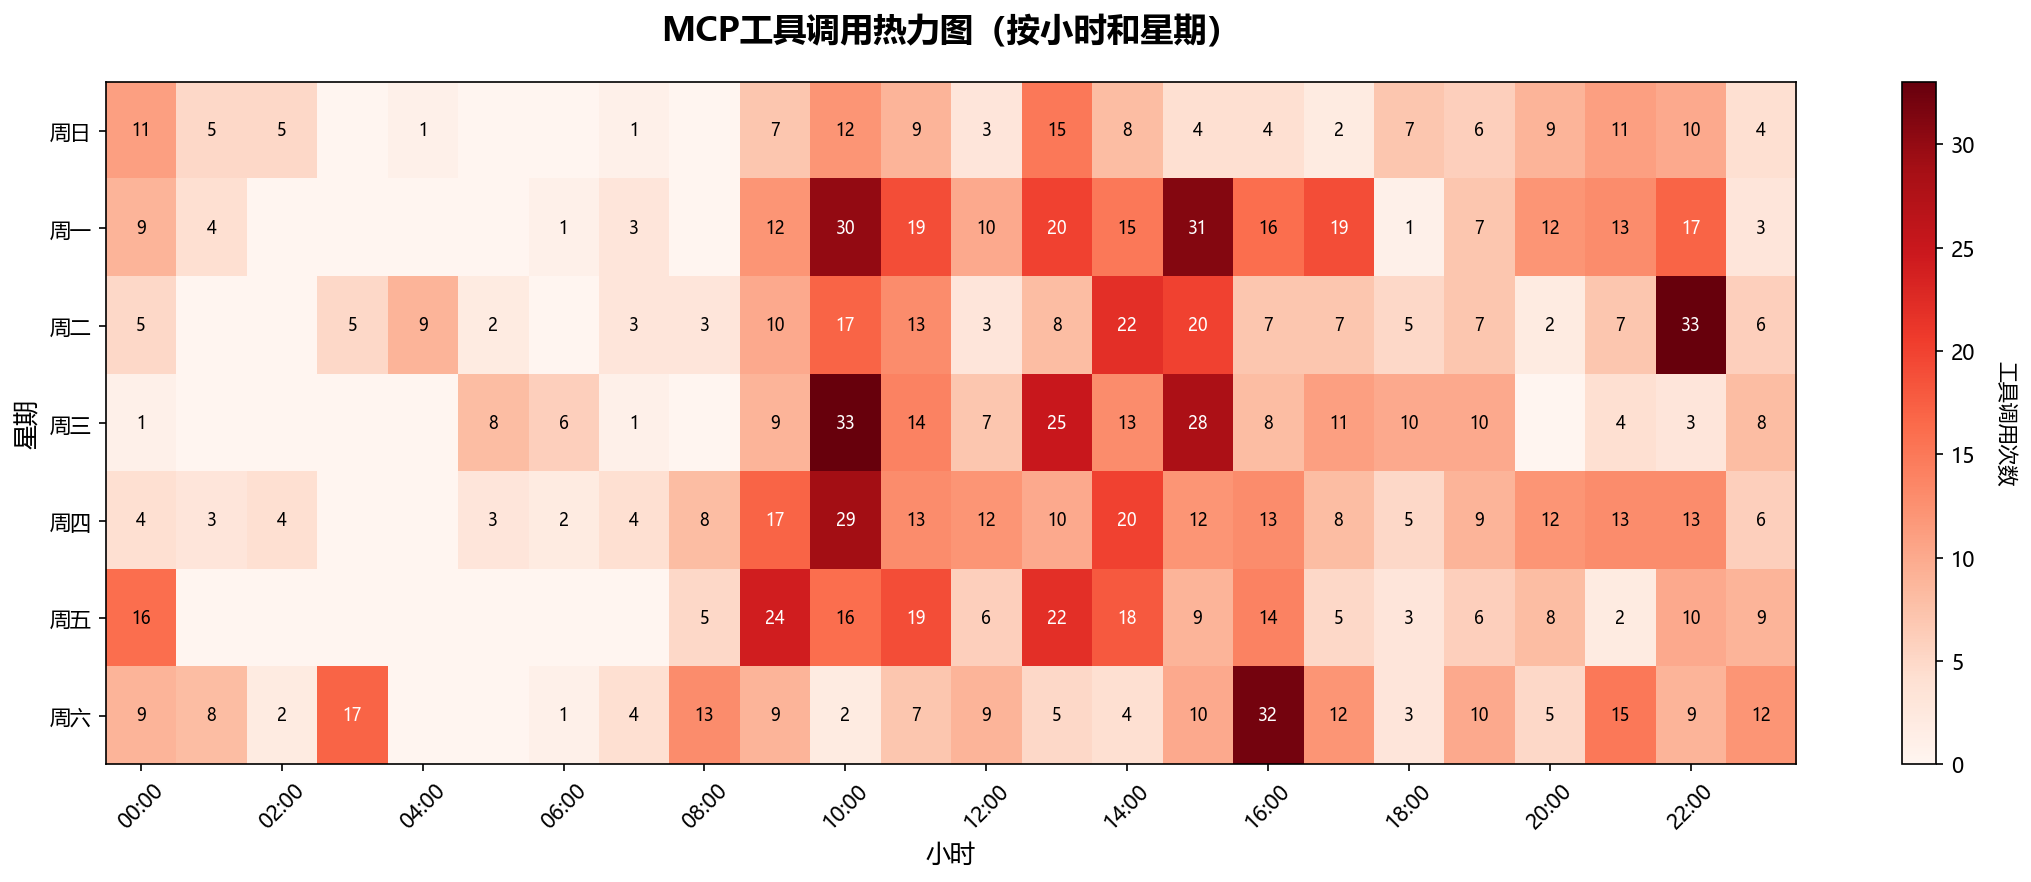 MCP工具调用热力图（按小时和星期）
周日 11 5 5 1 1 7 12 9 3 15 8 4 4 2 7 6 9 11 10 4
周一 9 4 1 3 12 30 19 10 20 15 31 16 19 1 7 12 13 17 3
周二 5 5 9 2 3 3 10 17 13 3 8 22 20 7 7 5 7 2 7 33 6
周三 1 8 6 1 9 33 14 7 25 13 28 8 11 10 10 4 3 8
周四 4 3 4 3 2 4 8 17 29 13 12 10 20 12 13 8 5 9 12 13 13 6
周五 16 5 24 16 19 6 22 18 9 14 5 3 6 8 2 10 9
周六 9 8 2 17 1 4 13 9 2 7 9 5 4 10 32 12 3 10 5 15 9 12
星期
00:00 02:00 04:00 06:00 08:00 10:00 12:00 14:00 16:00 18:00 20:00 22:00
小时
30
25
20
15
10
5
0
工具调用次数